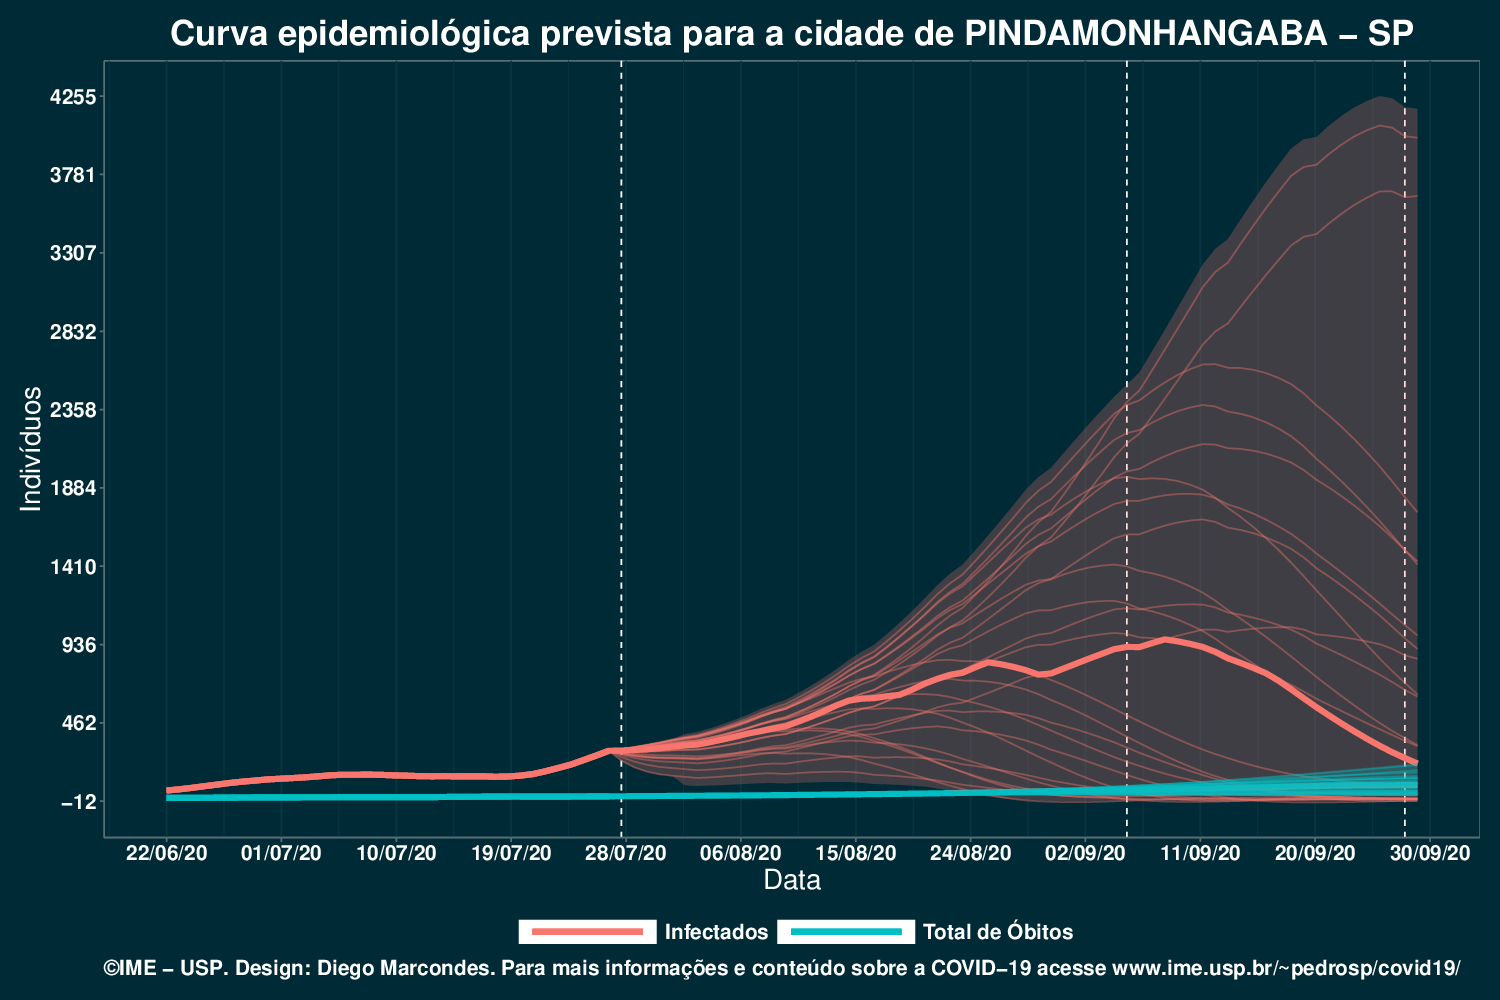 Curva epidemiológica prevista para a cidade de PINDAMONHANGABA − SP
4255
3781
3307
2832
2358
1884
1410
936
462
−12
Indivíduos
22/06/20 01/07/20 10/07/20 19/07/20 28/07/20 06/08/20 15/08/20 24/08/20 02/09/20 11/09/20 20/09/20 30/09/20
Data
Infectados Total de Óbitos
©IME − USP. Design: Diego Marcondes. Para mais informações e conteúdo sobre a COVID−19 acesse www.ime.usp.br/~pedrosp/covid19/